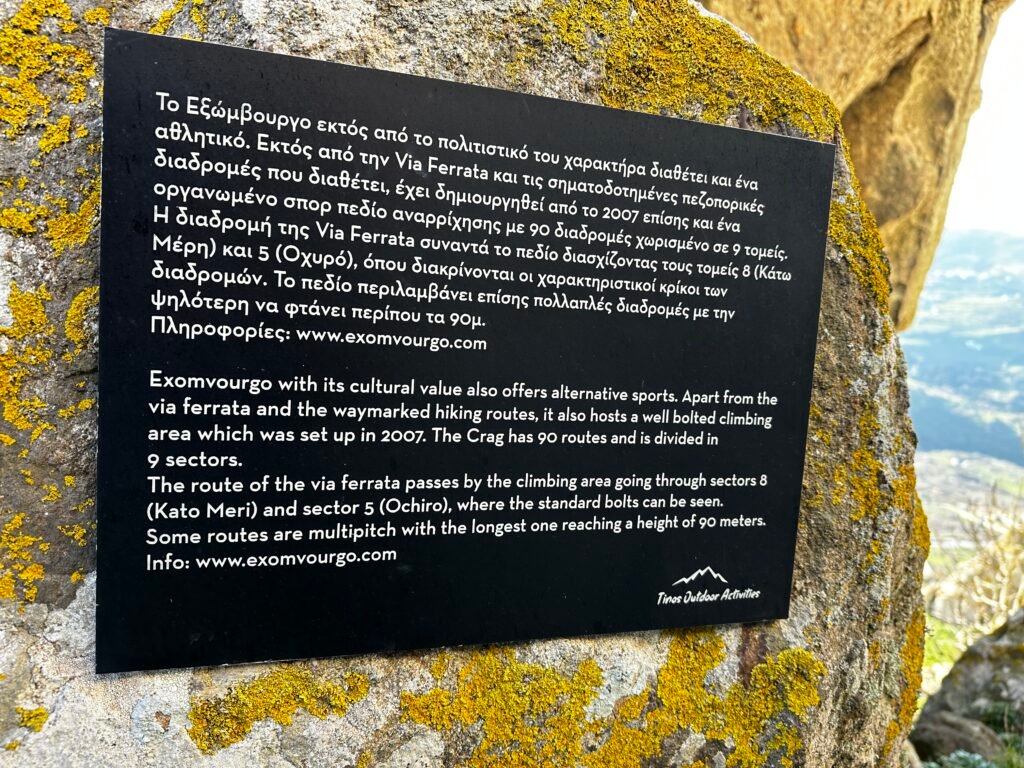 Το Εξώμβουργο εκτός από το πολιτιστικό του χαρακτήρα διαθέτει και ένα
αθλητικό. Εκτός από την Via Ferrata και τις σηματοδοτημένες πεζοπορικές
διαδρομές που διαθέτει, έχει δημιουργηθεί από το 2007 επίσης και ένα
οργανωμένο σπορ πεδίο αναρρίχησης με 90 διαδρομές χωρισμένο σε 9 τομείς.
Η διαδρομή της Via Ferrata συναντά το πεδίο διασχίζοντας τους τομείς 8 (Κάτω
Μέρη) και 5 (Οχυρό), όπου διακρίνονται οι χαρακτηριστικοί κρίκοι των
διαδρομών. Το πεδίο περιλαμβάνει επίσης πολλαπλές διαδρομές με την
ψηλότερη να φτάνει περίπου τα 90μ.
Πληροφορίες: www.exomvourgo.com
Exomvourgo with its cultural value also offers alternative sports. Apart from the
via ferrata and the waymarked hiking routes, it also hosts a well bolted climbing
area which was set up in 2007. The Crag has 90 routes and is divided in
9 sectors.
The route of the via ferrata passes by the climbing area going through sectors 8
(Kato Meri) and sector 5 (Ochiro), where the standard bolts can be seen.
Some routes are multipitch with the longest one reaching a height of 90 meters.
Info: www.exomvourgo.com
Tinos Outdoor Activities